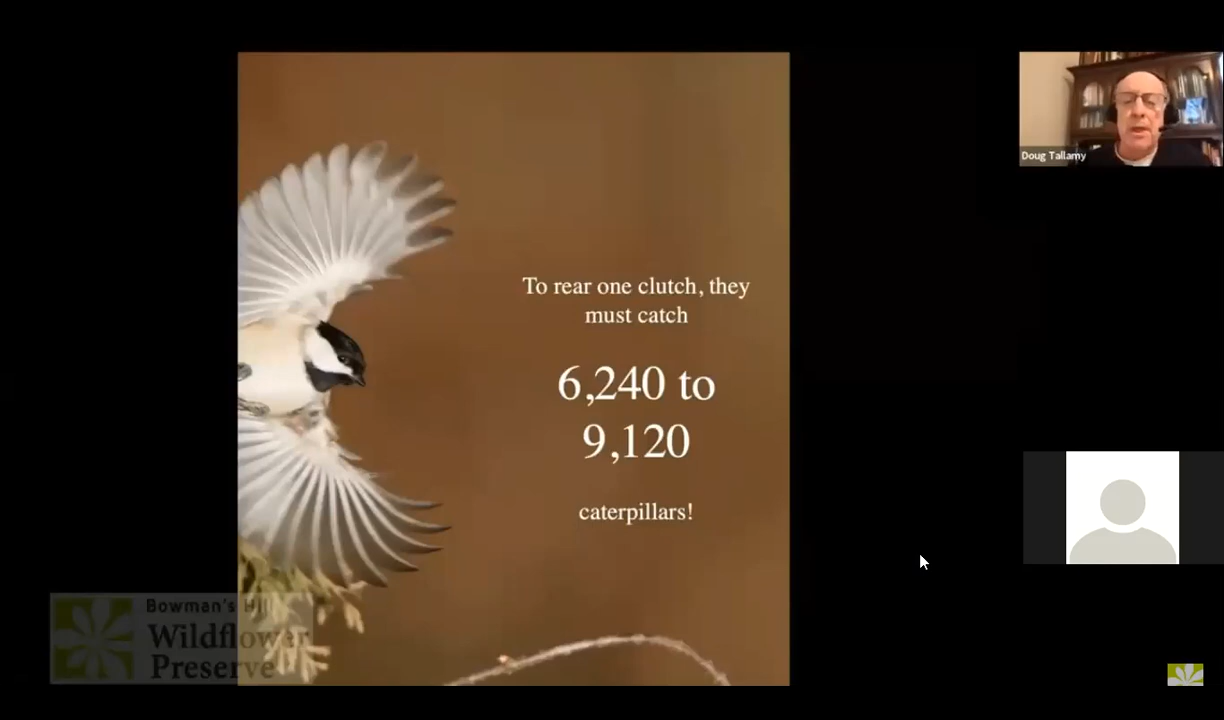 Doug Tallamy
To rear one clutch, they
must catch
6,240 to
9,120
caterpillars!
Bowman's Hill
Wildflower
Preserve